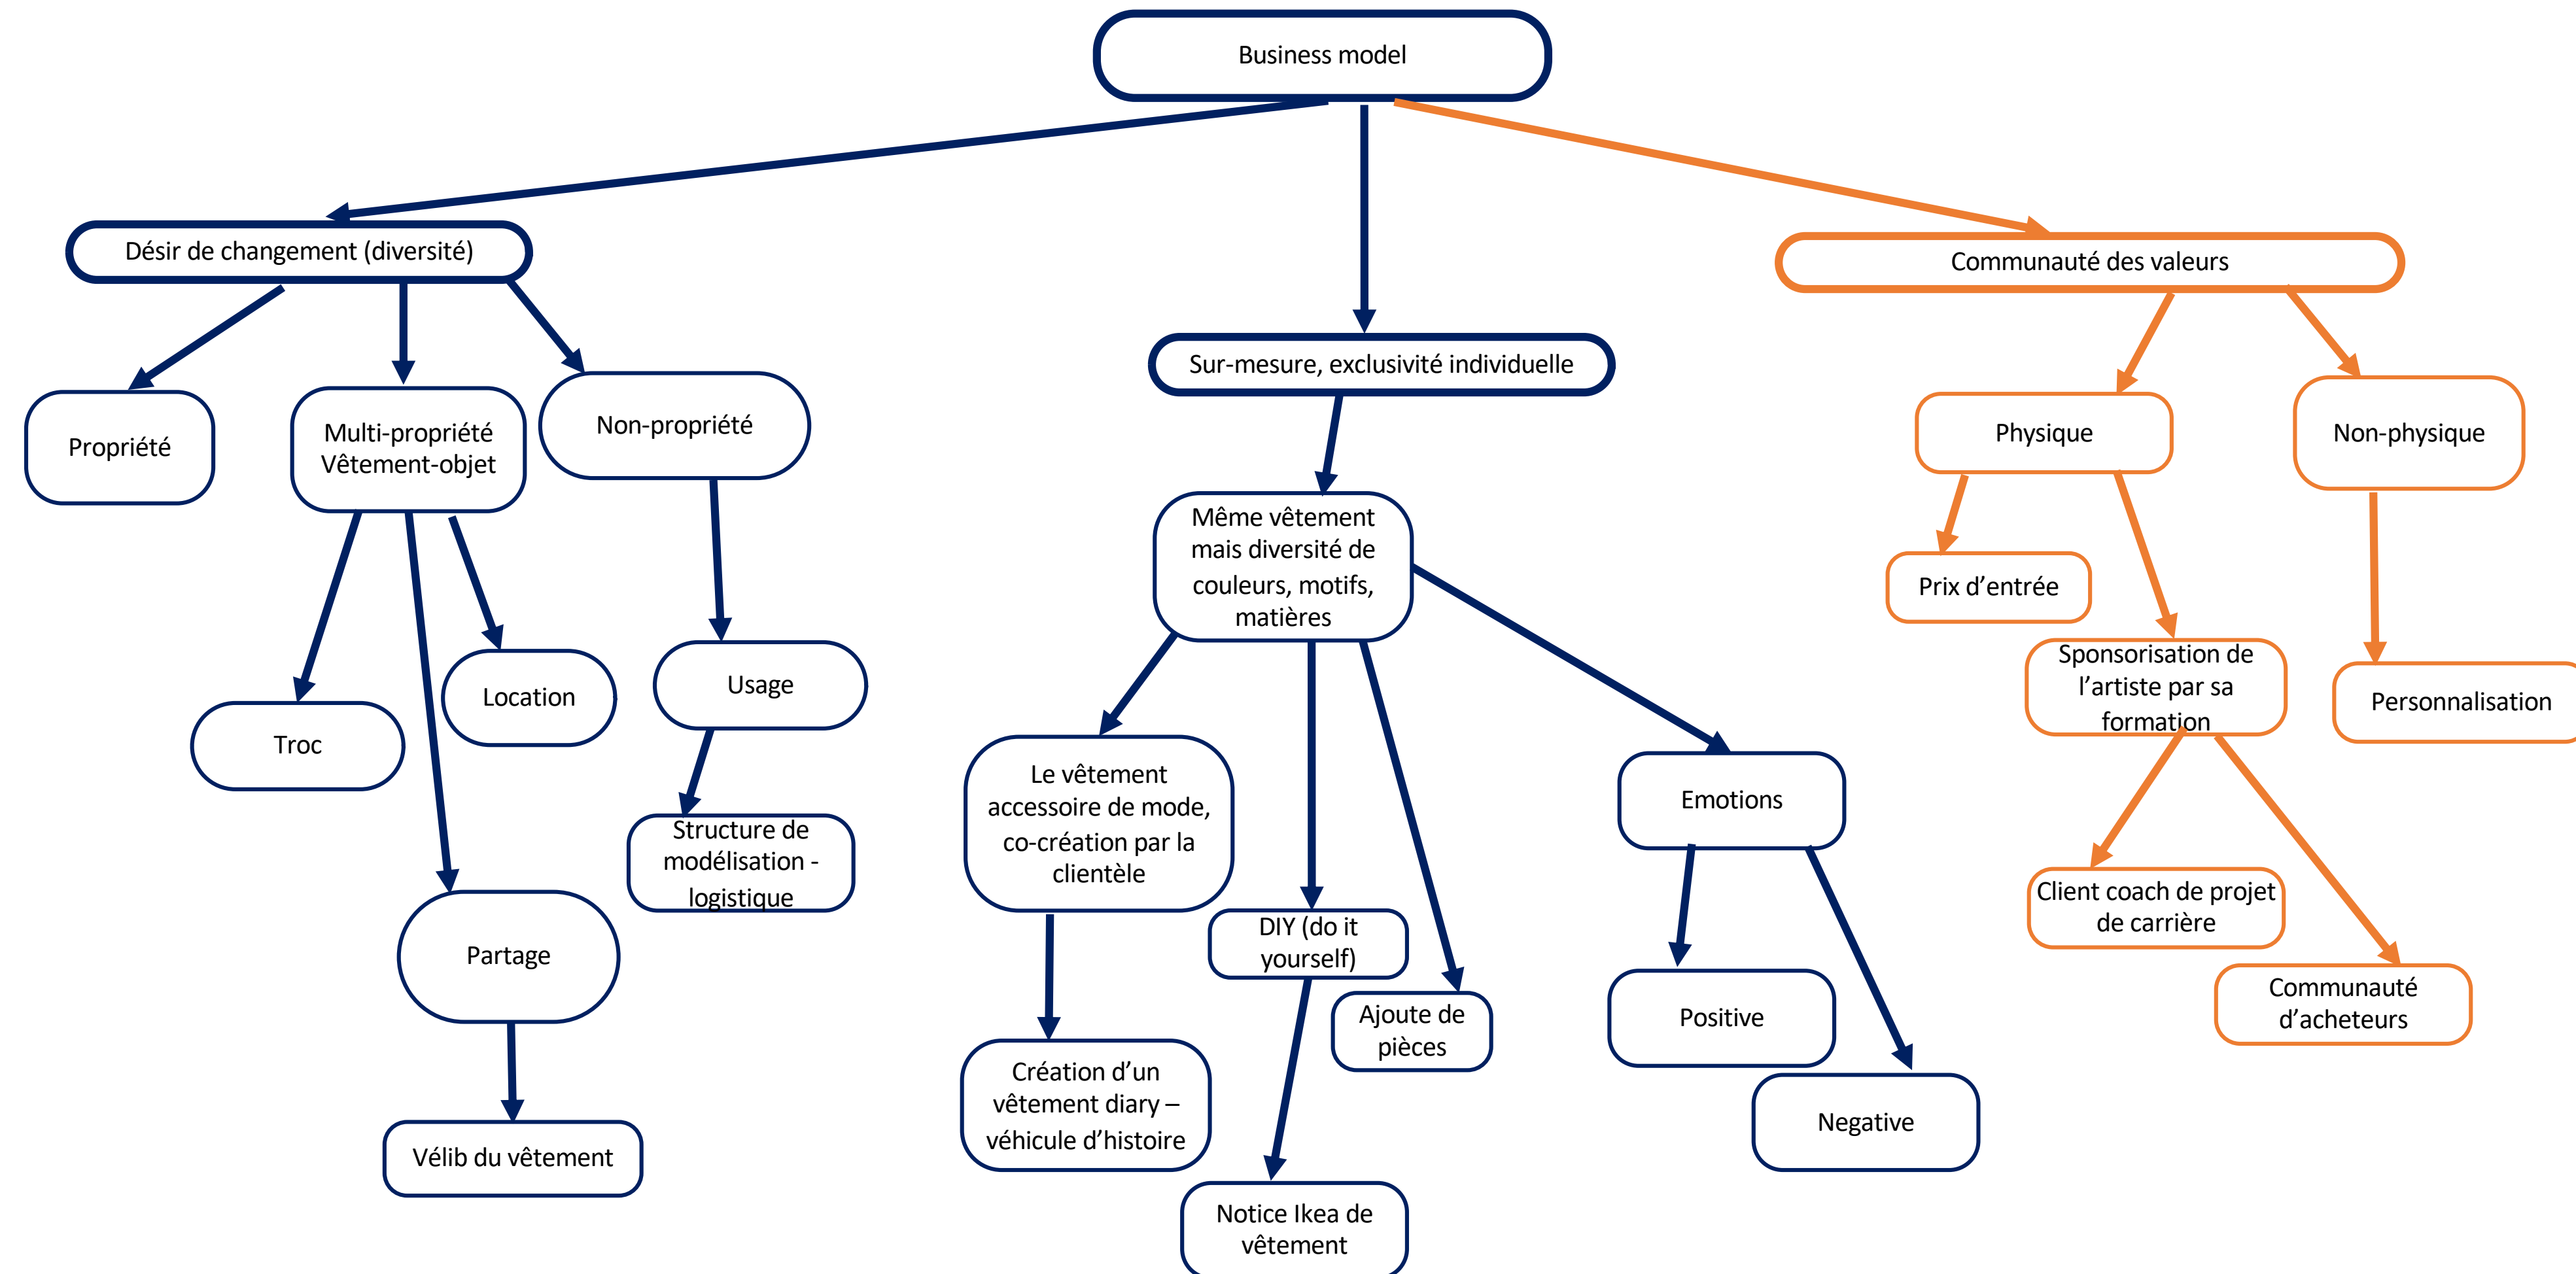 Business model
Désir de changement (diversité)
Communauté des valeurs
Sur-mesure, exclusivité individuelle
Propriété
Multi-propriété
Vêtement-objet
Non-propriété
Physique
Non-physique
Même vêtement
mais diversité de
couleurs, motifs,
matières
Prix d’entrée
Sponsorisation de
l’artiste par sa
formation
Personnalisation
Troc
Location
Usage
Structure de
modélisation -
logistique
Le vêtement
accessoire de mode,
co-création par la
clientèle
Emotions
Client coach de projet
de carrière
Partage
DIY (do it
yourself)
Ajoute de
pièces
Positive
Communauté
d’acheteurs
Création d’un
vêtement diary –
véhicule d’histoire
Negative
Vélib du vêtement
Notice Ikea de
vêtement